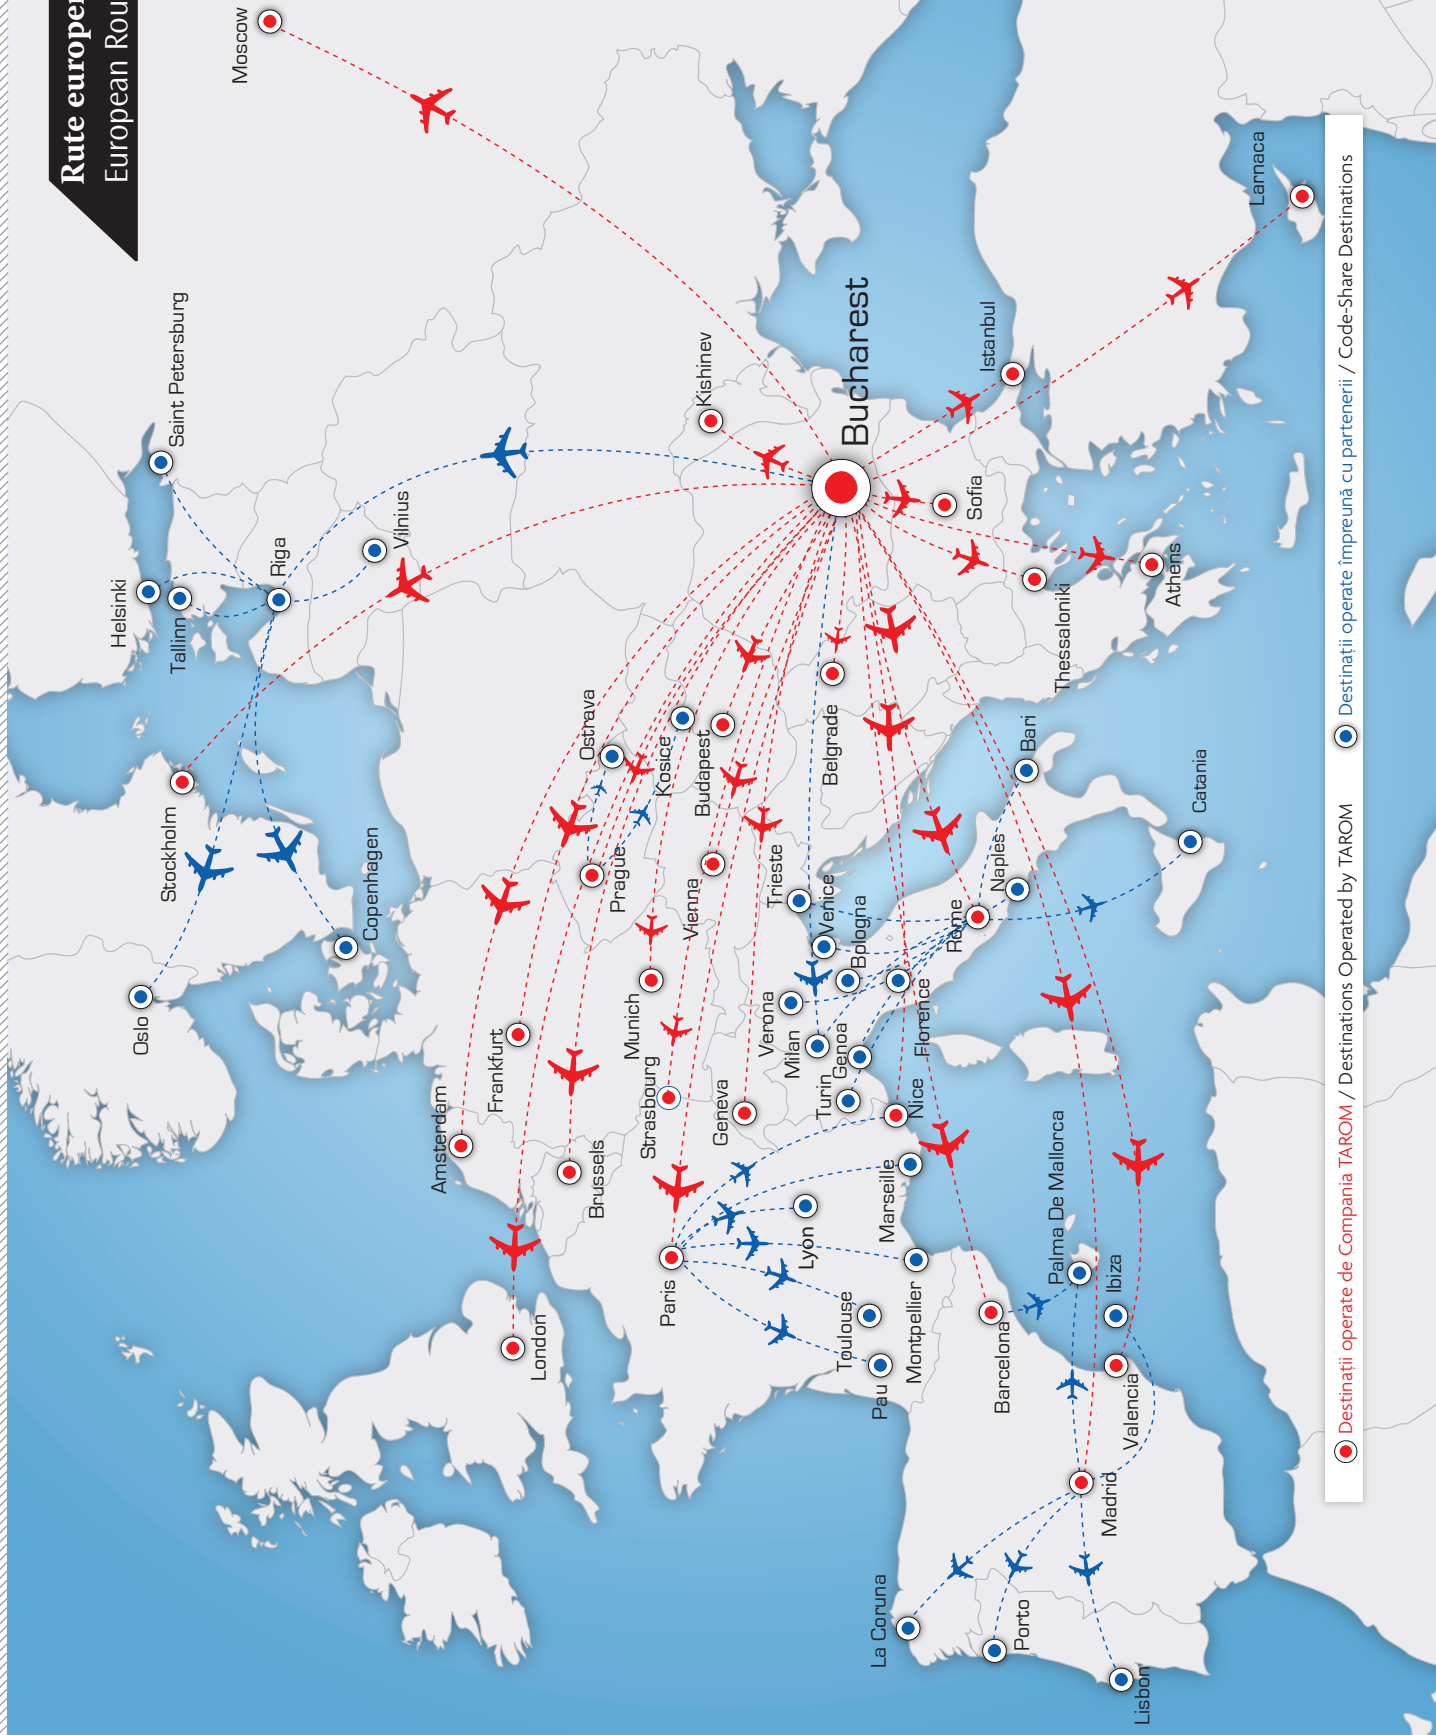 Rute europen
European Rou
Moscow
Saint Petersburg
Helsinki
Tallinn
Riga
Vilnius
Stockholm
Oslo
Copenhagen
Kishinev
Bucharest
Istanbul
Larnaca
Sofia
Thessaloniki
Athens
Ostrava
Kosice
Budapest
Belgrade
Prague
Vienna
Trieste
Venice
Bologna
Bari
Naples
Rome
Catania
Munich
Verona
Milan
Genoa
Florence
Turin
Frankfurt
Amsterdam
Brussels
Strasbourg
Geneva
Nice
Marseille
Lyon
Paris
London
Toulouse
Montpellier
Pau
Palma De Mallorca
Ibiza
Barcelona
Valencia
Madrid
La Coruna
Porto
Lisbon
Destinații operate de Compania TAROM / Destinations Operated by TAROM
Destinații operate împreună cu partenerii / Code-Share Destinations